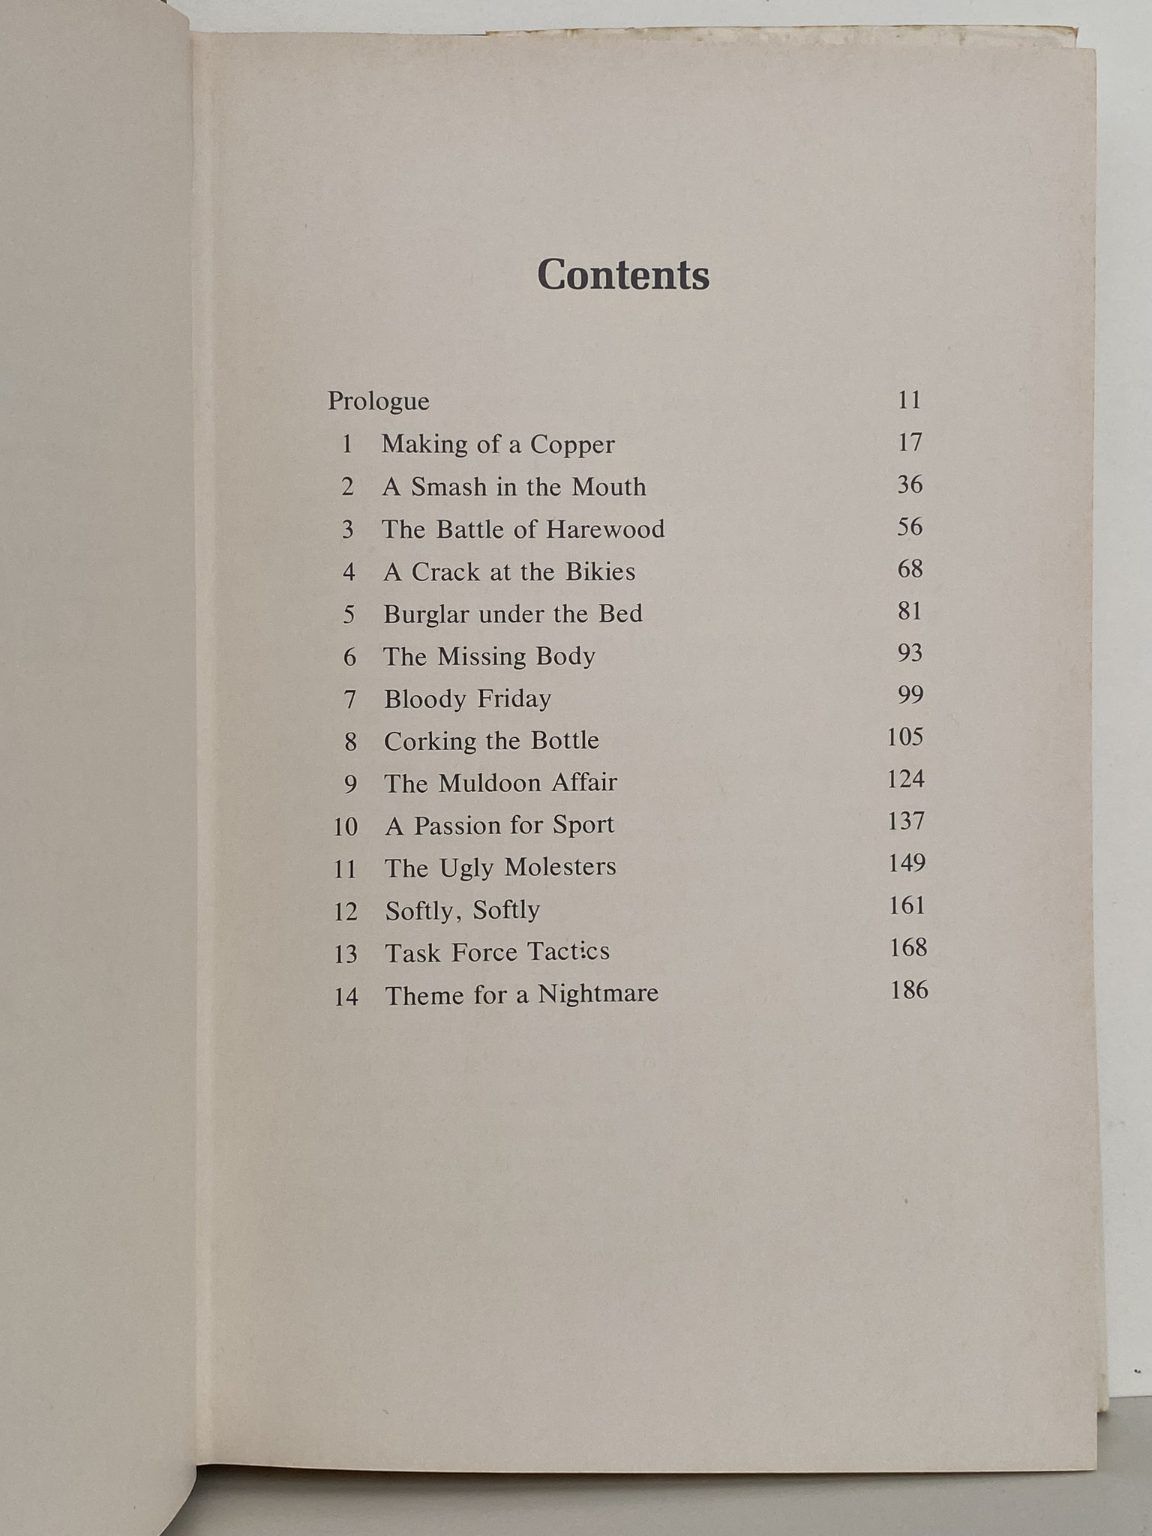 Contents
Prologue 11
1 Making of a Copper 17
2 A Smash in the Mouth 36
3 The Battle of Harewood 56
4 A Crack at the Bikies 68
5 Burglar under the Bed 81
6 The Missing Body 93
7 Bloody Friday 99
8 Corking the Bottle 105
9 The Muldoon Affair 124
10 A Passion for Sport 137
11 The Ugly Molesters 149
12 Softly, Softly 161
13 Task Force Tactics 168
14 Theme for a Nightmare 186